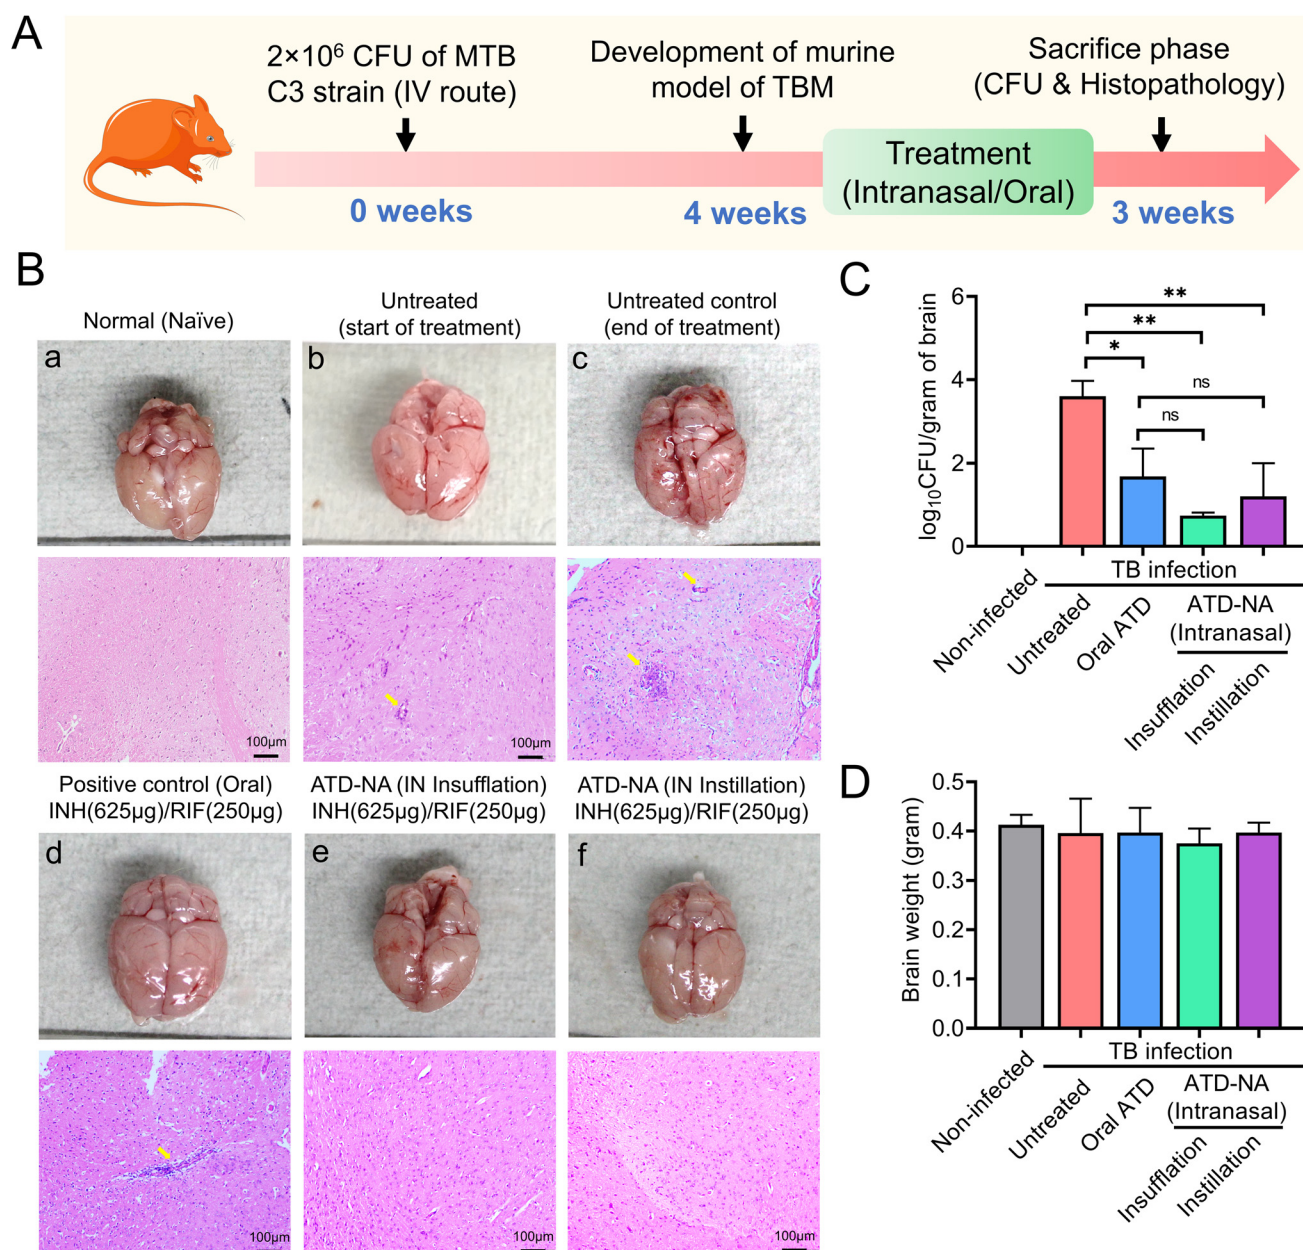 A
2×10⁶ CFU of MTB
C3 strain (IV route)
Development of murine
model of TBM
Sacrifice phase
(CFU & Histopathology)
Treatment
(Intranasal/Oral)
0 weeks
4 weeks
3 weeks
B
Normal (Naïve)
Untreated
(start of treatment)
Untreated control
(end of treatment)
a
b
c
100µm
100µm
100µm
Positive control (Oral)
INH(625µg)/RIF(250µg)
ATD-NA (IN Insufflation)
INH(625µg)/RIF(250µg)
ATD-NA (IN Instillation)
INH(625µg)/RIF(250µg)
d
e
f
100µm
100µm
100µm
C
log₁₀CFU/gram of brain
6
4
2
0
**
**
*
ns
ns
TB infection
Non-infected
Untreated
Oral ATD
ATD-NA
(Intranasal)
Insufflation
Instillation
D
Brain weight (gram)
0.5
0.4
0.3
0.2
0.1
0.0
TB infection
Non-infected
Untreated
Oral ATD
ATD-NA
(Intranasal)
Insufflation
Instillation